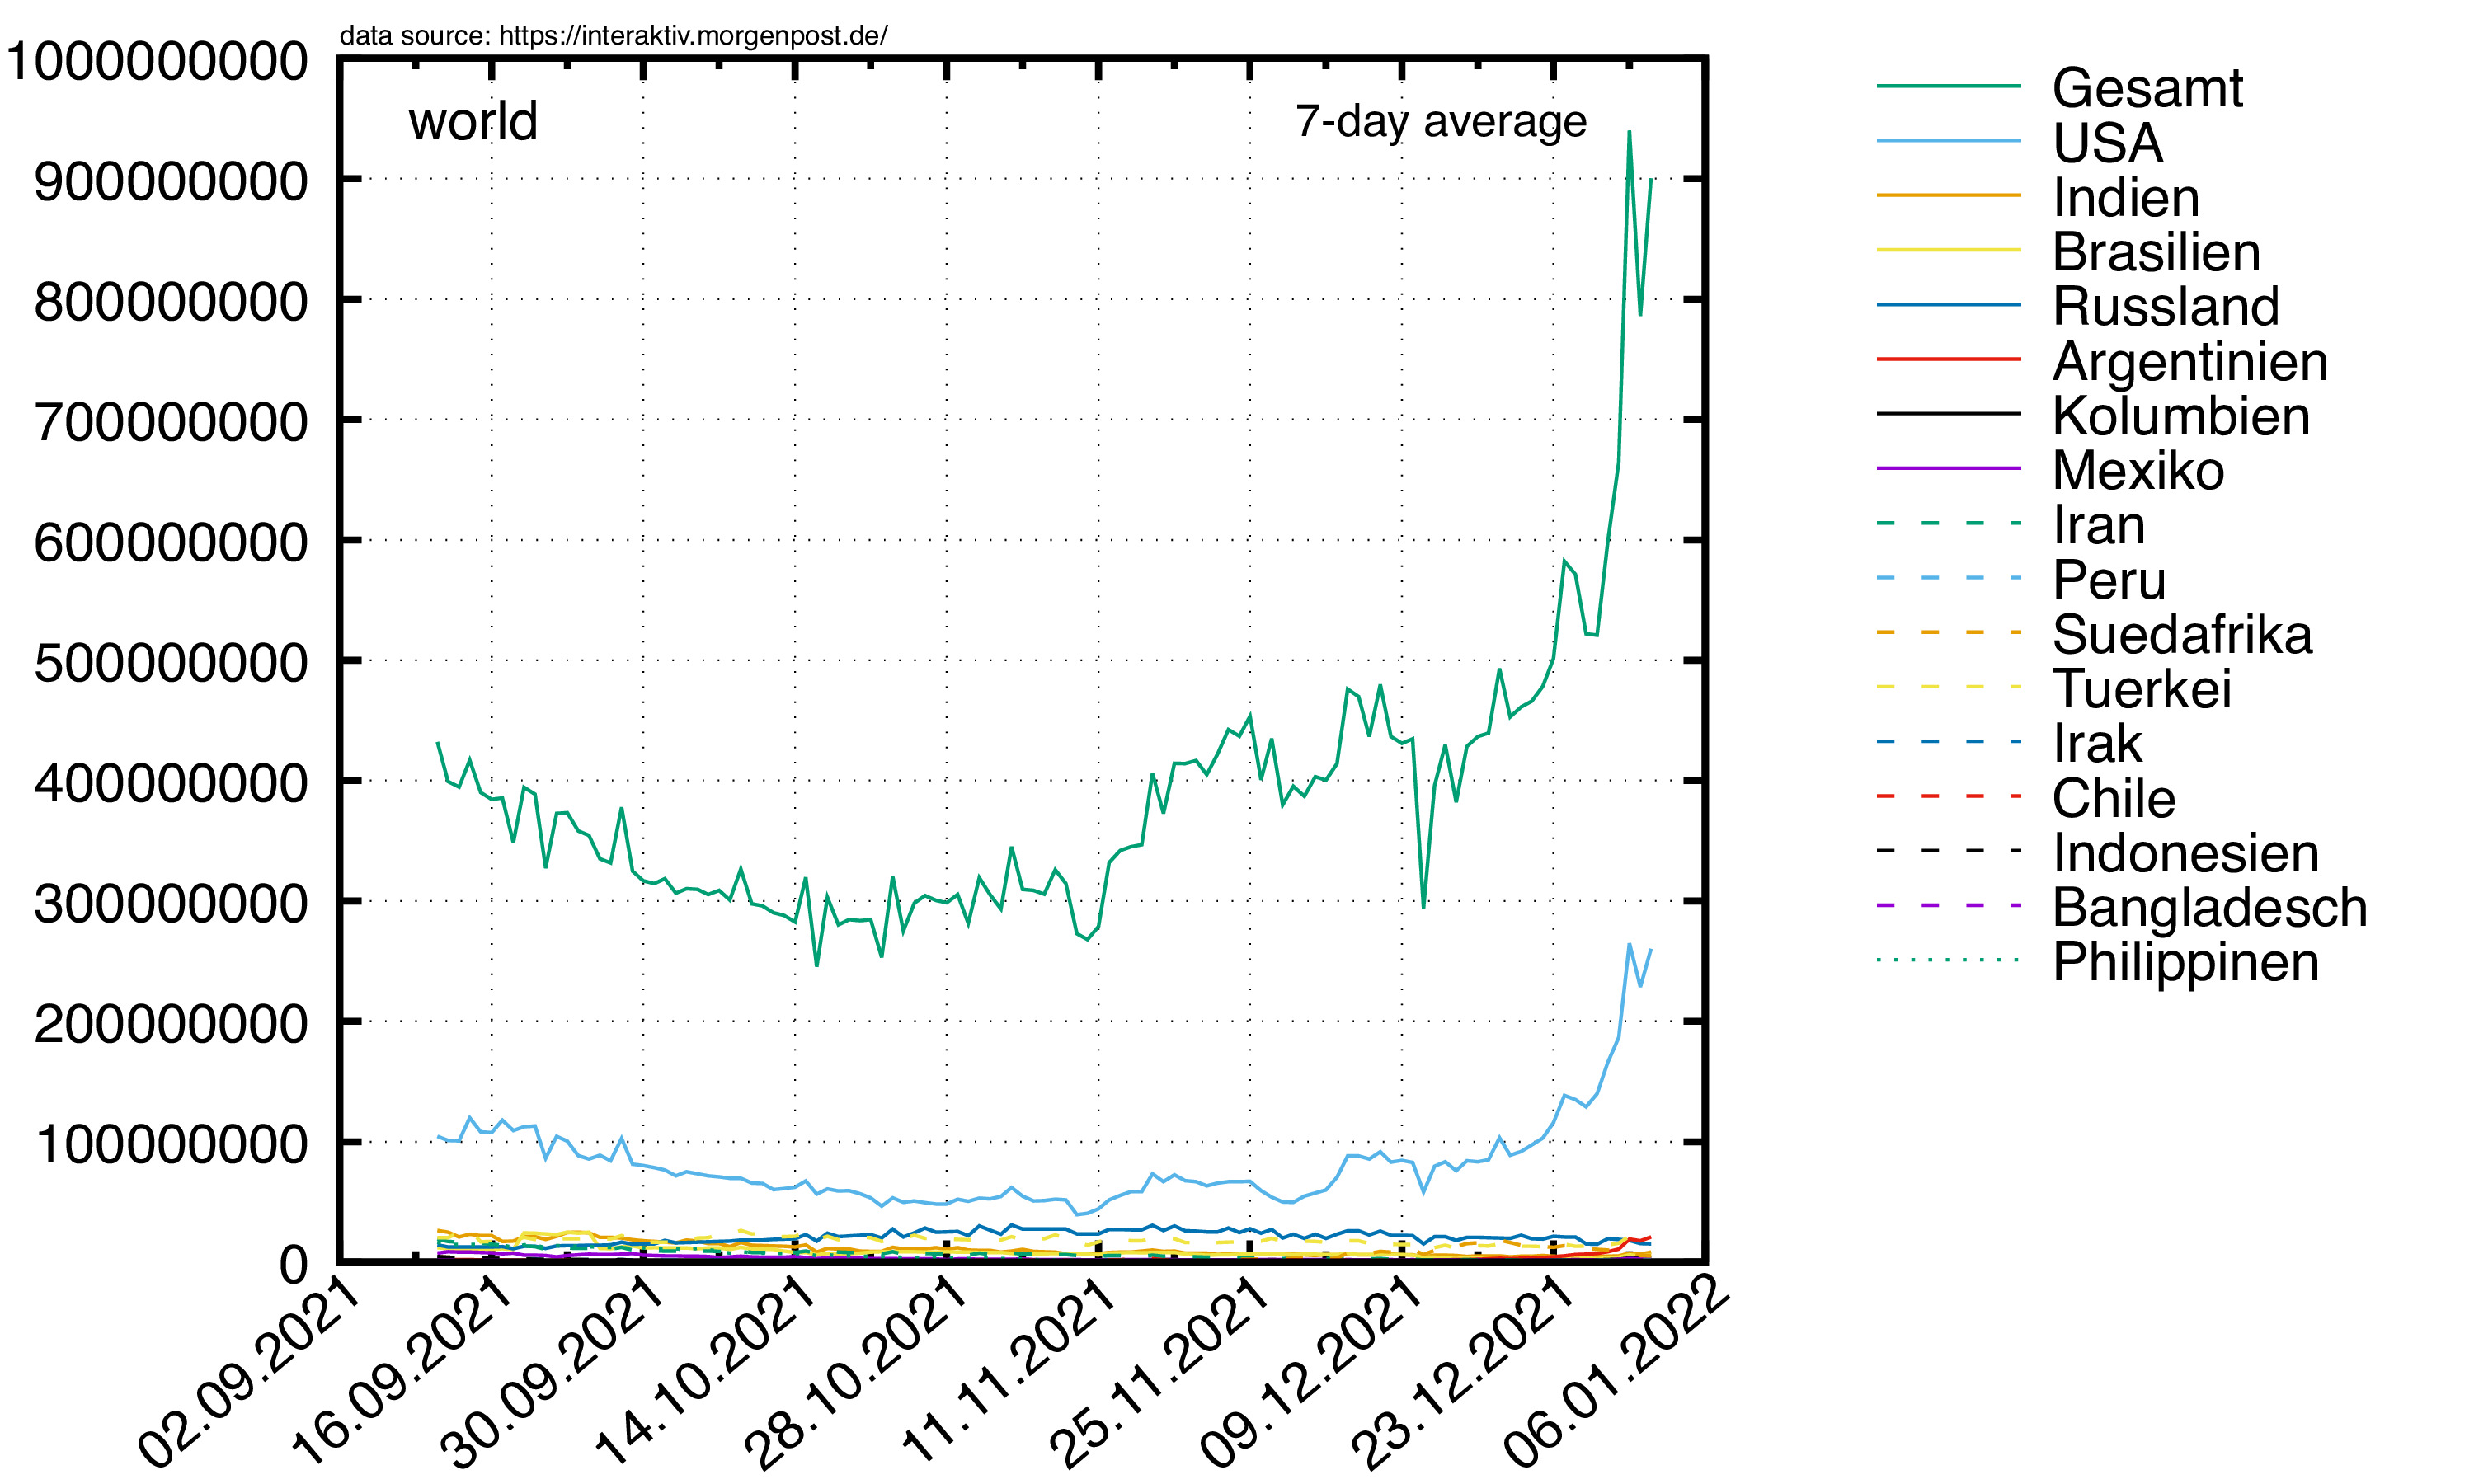 data source: https://interaktiv.morgenpost.de/
world
7-day average
1000000000
900000000
800000000
700000000
600000000
500000000
400000000
300000000
200000000
100000000
0
02.09.2021
16.09.2021
30.09.2021
14.10.2021
28.10.2021
11.11.2021
25.11.2021
09.12.2021
23.12.2021
06.01.2022
Gesamt
USA
Indien
Brasilien
Russland
Argentinien
Kolumbien
Mexiko
Iran
Peru
Suedafrika
Tuerkei
Irak
Chile
Indonesien
Bangladesch
Philippinen